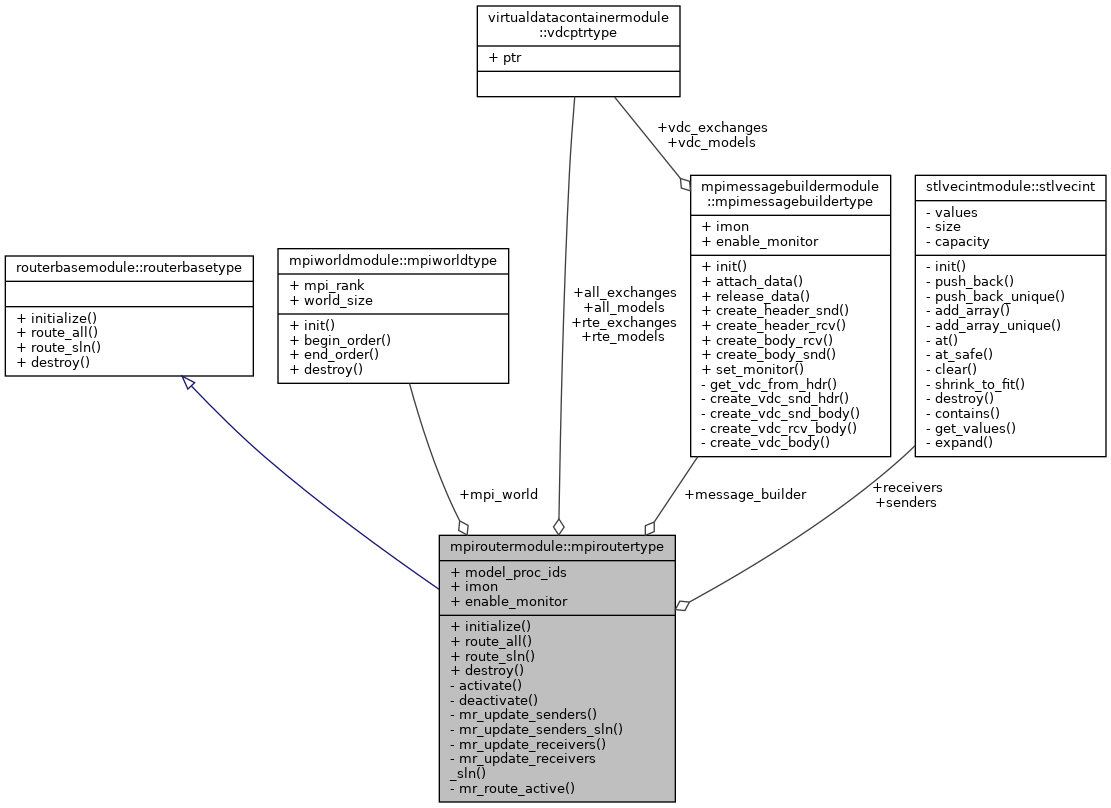 virtualdatacontainermodule
::vdcptrtype
+ ptr
+vdc_exchanges
+vdc_models
mpimessagebuildermodule
::mpimessagebuildertype
+ imon
+ enable_monitor
+ init()
+ attach_data()
+ release_data()
+ create_header_snd()
+ create_header_rcv()
+ create_body_rcv()
+ create_body_snd()
+ set_monitor()
- get_vdc_from_hdr()
- create_vdc_snd_hdr()
- create_vdc_snd_body()
- create_vdc_rcv_body()
- create_vdc_body()
stlvecintmodule::stlvecint
- values
- size
- capacity
- init()
- push_back()
- push_back_unique()
- add_array()
- add_array_unique()
- at()
- at_safe()
- clear()
- shrink_to_fit()
- destroy()
- contains()
- get_values()
- expand()
routerbasemodule::routerbasetype
+ initialize()
+ route_all()
+ route_sln()
+ destroy()
mpiworldmodule::mpiworldtype
+ mpi_rank
+ world_size
+ init()
+ begin_order()
+ end_order()
+ destroy()
+all_exchanges
+all_models
+rte_exchanges
+rte_models
+mpi_world
+message_builder
+receivers
+senders
mpiroutermodule::mpiroutertype
+ model_proc_ids
+ imon
+ enable_monitor
+ initialize()
+ route_all()
+ route_sln()
+ destroy()
- activate()
- deactivate()
- mr_update_senders()
- mr_update_senders_sln()
- mr_update_receivers()
- mr_update_receivers
_sln()
- mr_route_active()